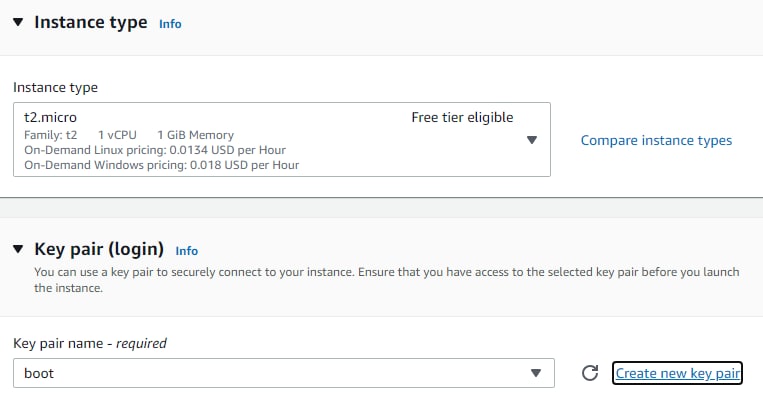 Instance type Info
Instance type
t2.micro Free tier eligible
Family: t2 1 vCPU 1 GiB Memory
On-Demand Linux pricing: 0.0134 USD per Hour
On-Demand Windows pricing: 0.018 USD per Hour
Compare instance types
Key pair (login) Info
You can use a key pair to securely connect to your instance. Ensure that you have access to the selected key pair before you launch
the instance.
Key pair name - required
boot
Create new key pair